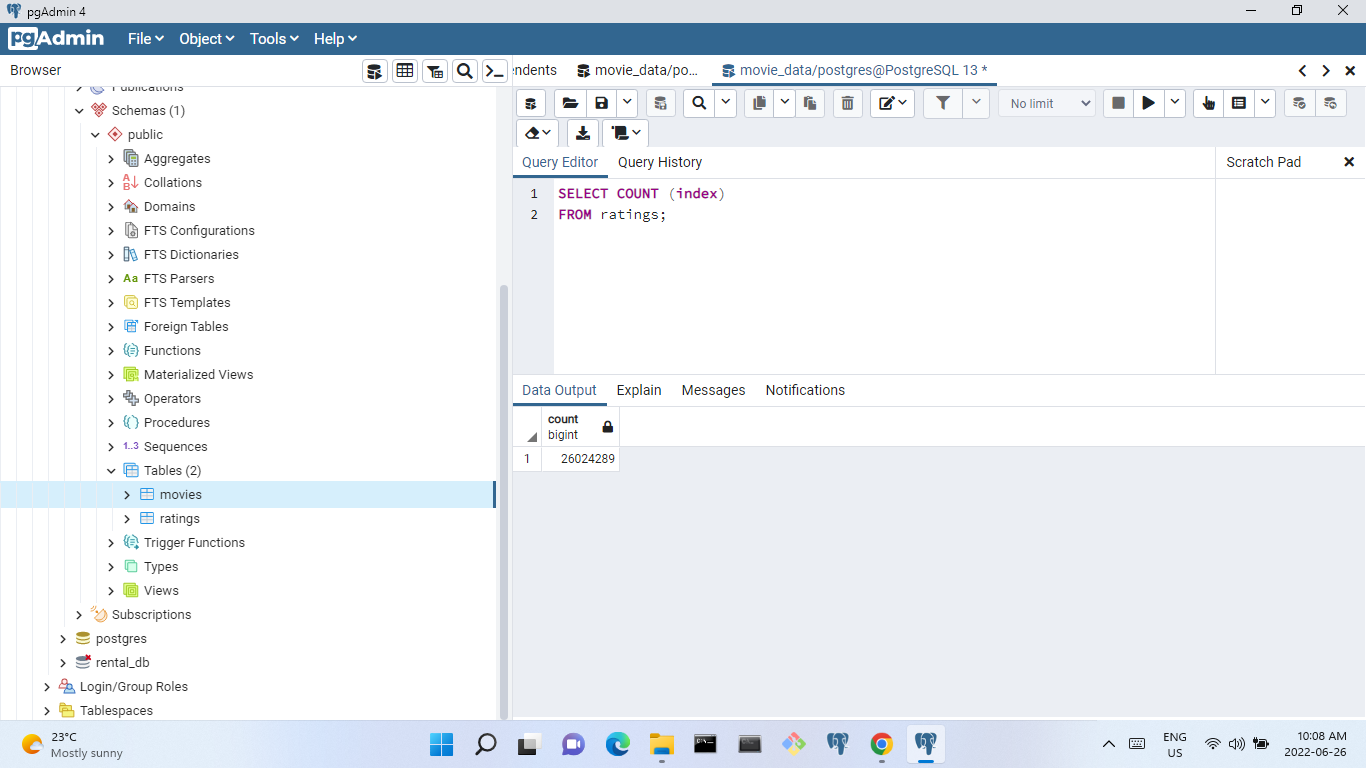 pgAdmin 4
pgAdmin File Object Tools Help
Browser
Publications
Schemas (1)
public
Aggregates
Collations
Domains
FTS Configurations
FTS Dictionaries
Aa FTS Parsers
FTS Templates
Foreign Tables
Functions
Materialized Views
Operators
Procedures
1..3 Sequences
Tables (2)
movies
ratings
Trigger Functions
Types
Views
Subscriptions
postgres
rental_db
Login/Group Roles
Tablespaces
endents movie_data/po... movie_data/postgres@PostgreSQL 13 *
No limit
Query Editor Query History
Scratch Pad
1 SELECT COUNT (index)
2 FROM ratings;
Data Output Explain Messages Notifications
count
bigint
1 26024289
23°C
Mostly sunny
ENG
US
10:08 AM
2022-06-26